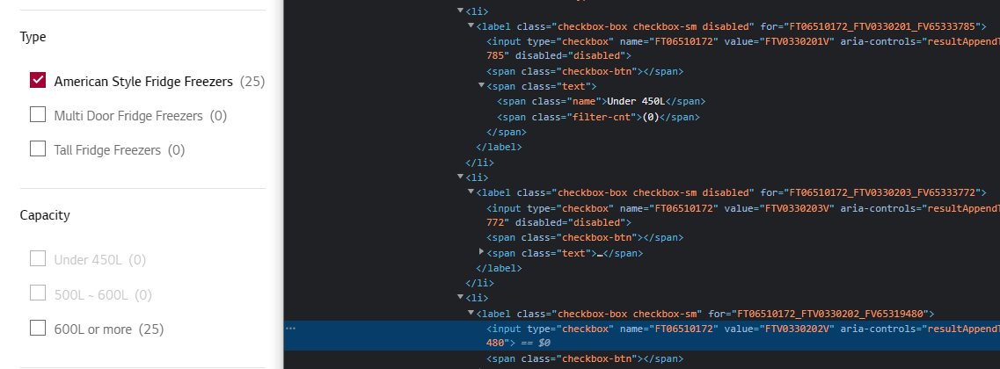 Type
American Style Fridge Freezers (25)
Multi Door Fridge Freezers (0)
Tall Fridge Freezers (0)
Capacity
Under 450L (0)
500L ~ 600L (0)
600L or more (25)
<li>
<label class="checkbox-box checkbox-sm disabled" for="FT06510172_FTV0330201_FV65333785">
<input type="checkbox" name="FT06510172" value="FTV0330201V" aria-controls="resultAppendT
785" disabled="disabled">
<span class="checkbox-btn"></span>
<span class="text">
<span class="name">Under 450L</span>
<span class="filter-cnt">(0)</span>
</span>
</label>
</li>
<li>
<label class="checkbox-box checkbox-sm disabled" for="FT06510172_FTV0330203_FV65333772">
<input type="checkbox" name="FT06510172" value="FTV0330203V" aria-controls="resultAppendT
772" disabled="disabled">
<span class="checkbox-btn"></span>
<span class="text">…</span>
</label>
</li>
<li>
<label class="checkbox-box checkbox-sm" for="FT06510172_FTV0330202_FV65319480">
<input type="checkbox" name="FT06510172" value="FTV0330202V" aria-controls="resultAppendT
480"> == $0
<span class="checkbox-btn"></span>